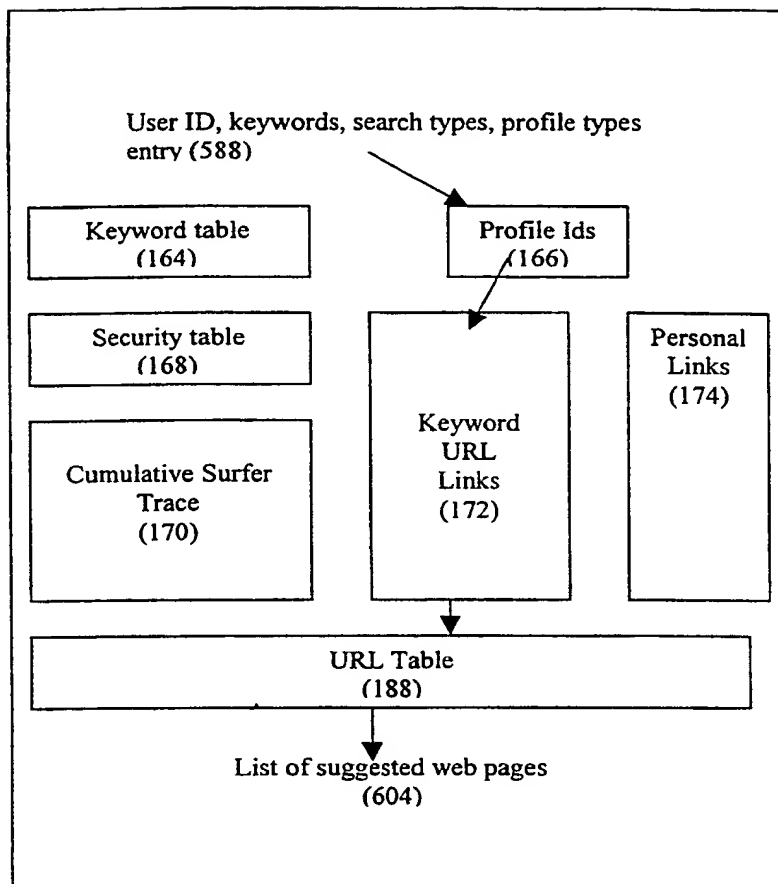 User ID, keywords, search types, profile types
entry (588)
Keyword table
(164)
Profile Ids
(166)
Security table
(168)
Personal
Links
(174)
Keyword
URL
Links
(172)
Cumulative Surfer
Trace
(170)
URL Table
(188)
List of suggested web pages
(604)